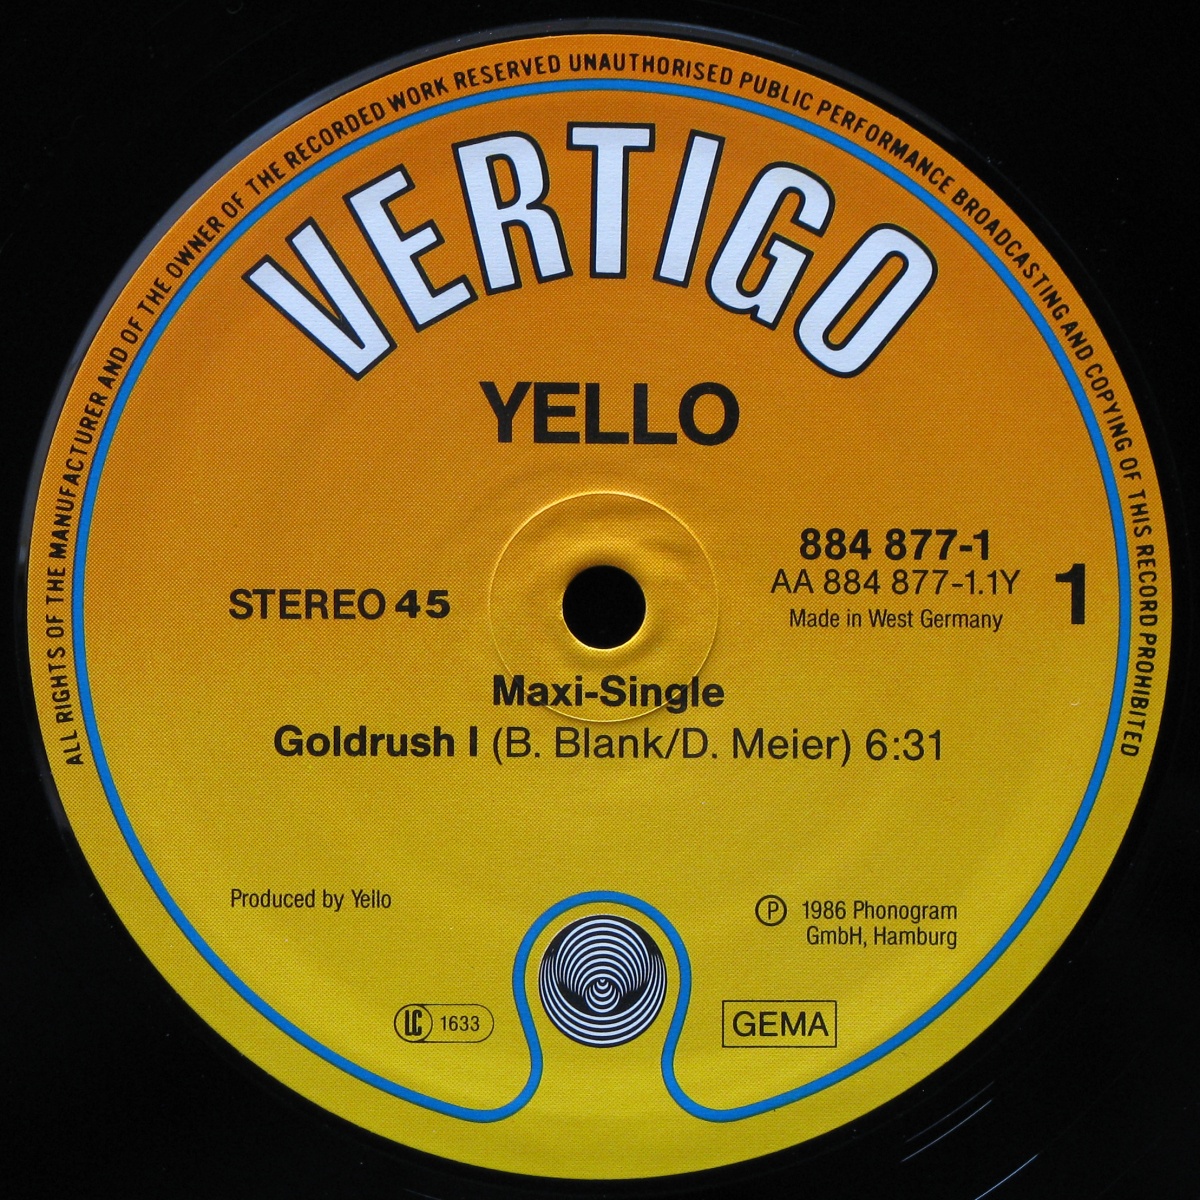 ALL RIGHTS OF THE MANUFACTURER AND OF THE OWNER OF THE RECORDED WORK RESERVED UNAUTHORISED PUBLIC PERFORMANCE BROADCASTING AND COPYING OF THIS RECORD PROHIBITED
VERTIGO
YELLO
884 877-1
AA 884 877-1.1Y
Made in West Germany
1
STEREO 45
Maxi-Single
Goldrush I (B. Blank/D. Meier) 6:31
Produced by Yello
Ⓟ 1986 Phonogram
GmbH, Hamburg
LC 1633
GEMA